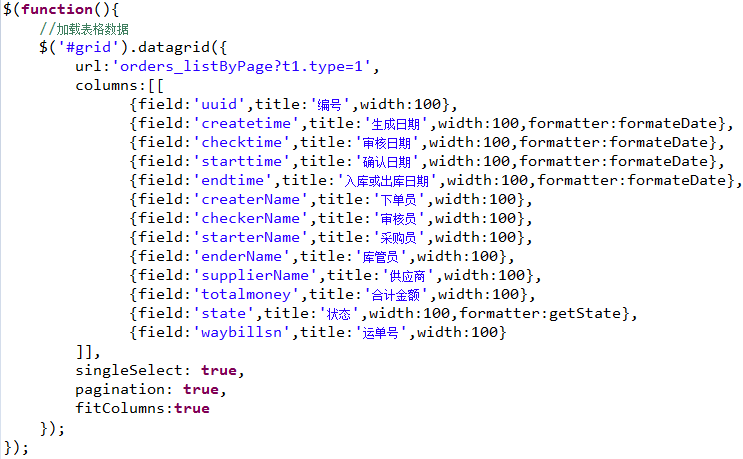 $(function(){
    //加载表格数据
    $('#grid').datagrid({
        url:'orders_listByPage?t1.type=1',
        columns:[[
              {field:'uuid',title:'编号',width:100},
              {field:'createtime',title:'生成日期',width:100,formatter:formateDate},
              {field:'checktime',title:'审核日期',width:100,formatter:formateDate},
              {field:'starttime',title:'确认日期',width:100,formatter:formateDate},
              {field:'endtime',title:'入库或出库日期',width:100,formatter:formateDate},
              {field:'createrName',title:'下单员',width:100},
              {field:'checkerName',title:'审核员',width:100},
              {field:'starterName',title:'采购员',width:100},
              {field:'enderName',title:'库管员',width:100},
              {field:'supplierName',title:'供应商',width:100},
              {field:'totalmoney',title:'合计金额',width:100},
              {field:'state',title:'状态',width:100,formatter:getState},
              {field:'waybillsn',title:'运单号',width:100}
        ]],
        singleSelect: true,
        pagination: true,
        fitColumns:true
    });
});